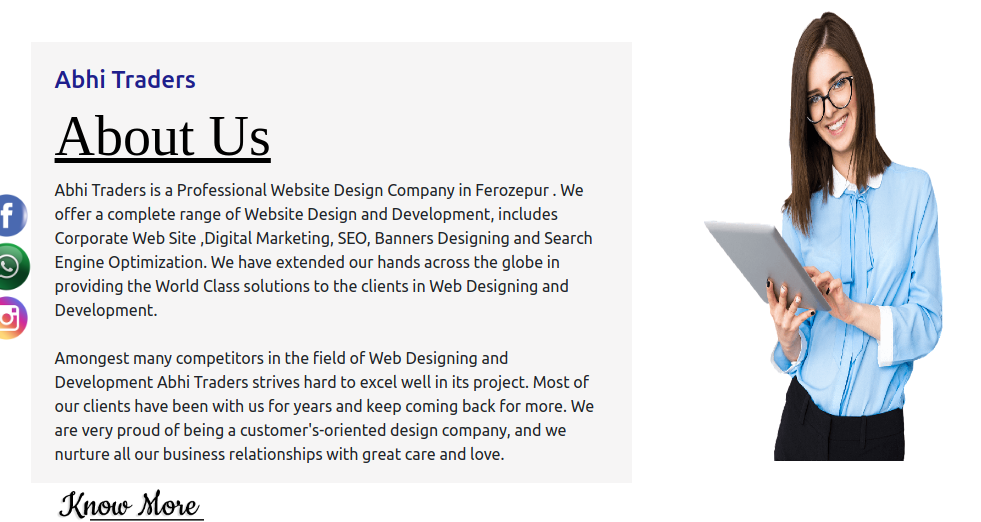 Abhi Traders
About Us
Abhi Traders is a Professional Website Design Company in Ferozepur . We
offer a complete range of Website Design and Development, includes
Corporate Web Site ,Digital Marketing, SEO, Banners Designing and Search
Engine Optimization. We have extended our hands across the globe in
providing the World Class solutions to the clients in Web Designing and
Development.
Amongest many competitors in the field of Web Designing and
Development Abhi Traders strives hard to excel well in its project. Most of
our clients have been with us for years and keep coming back for more. We
are very proud of being a customer's-oriented design company, and we
nurture all our business relationships with great care and love.
Know More